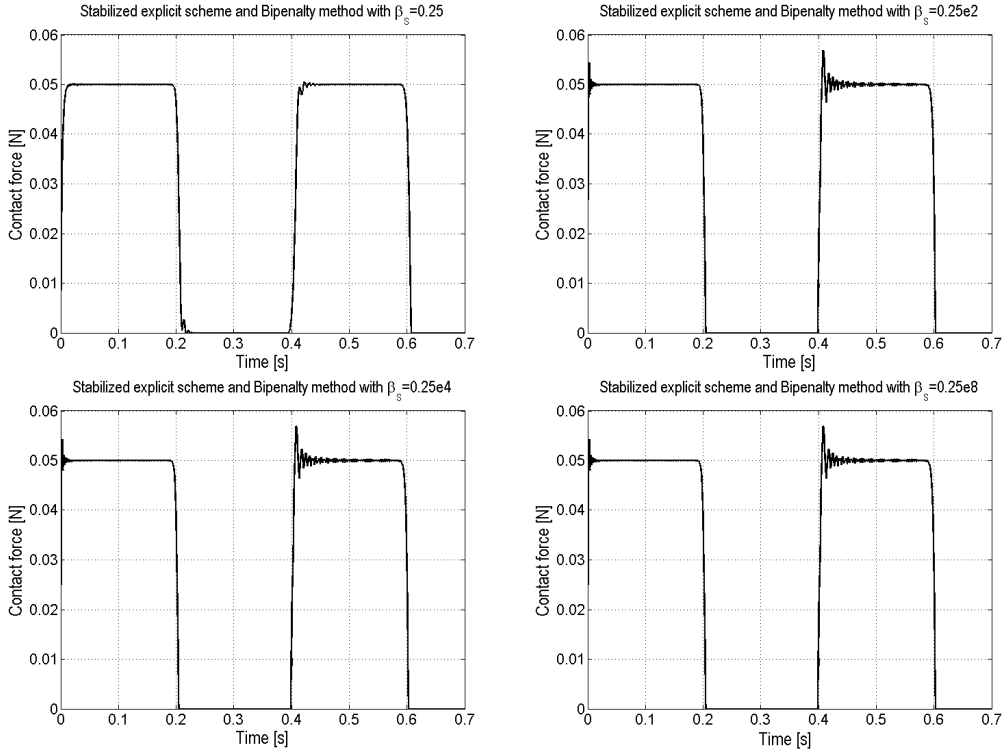 Stabilized explicit scheme and Bipenalty method with βs=0.25
0.06
0.05
0.04
0.03
0.02
0.01
0
Contact force [N]
0 0.1 0.2 0.3 0.4 0.5 0.6 0.7
Time [s]
Stabilized explicit scheme and Bipenalty method with βs=0.25e2
0.06
0.05
0.04
0.03
0.02
0.01
0
Contact force [N]
0 0.1 0.2 0.3 0.4 0.5 0.6 0.7
Time [s]
Stabilized explicit scheme and Bipenalty method with βs=0.25e4
0.06
0.05
0.04
0.03
0.02
0.01
0
Contact force [N]
0 0.1 0.2 0.3 0.4 0.5 0.6 0.7
Time [s]
Stabilized explicit scheme and Bipenalty method with βs=0.25e8
0.06
0.05
0.04
0.03
0.02
0.01
0
Contact force [N]
0 0.1 0.2 0.3 0.4 0.5 0.6 0.7
Time [s]